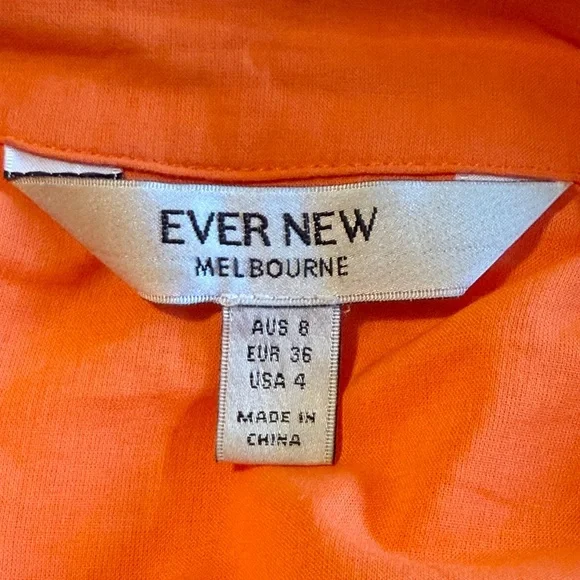 EVER NEW
MELBOURNE
AUS 8
EUR 36
USA 4
MADE IN
CHINA